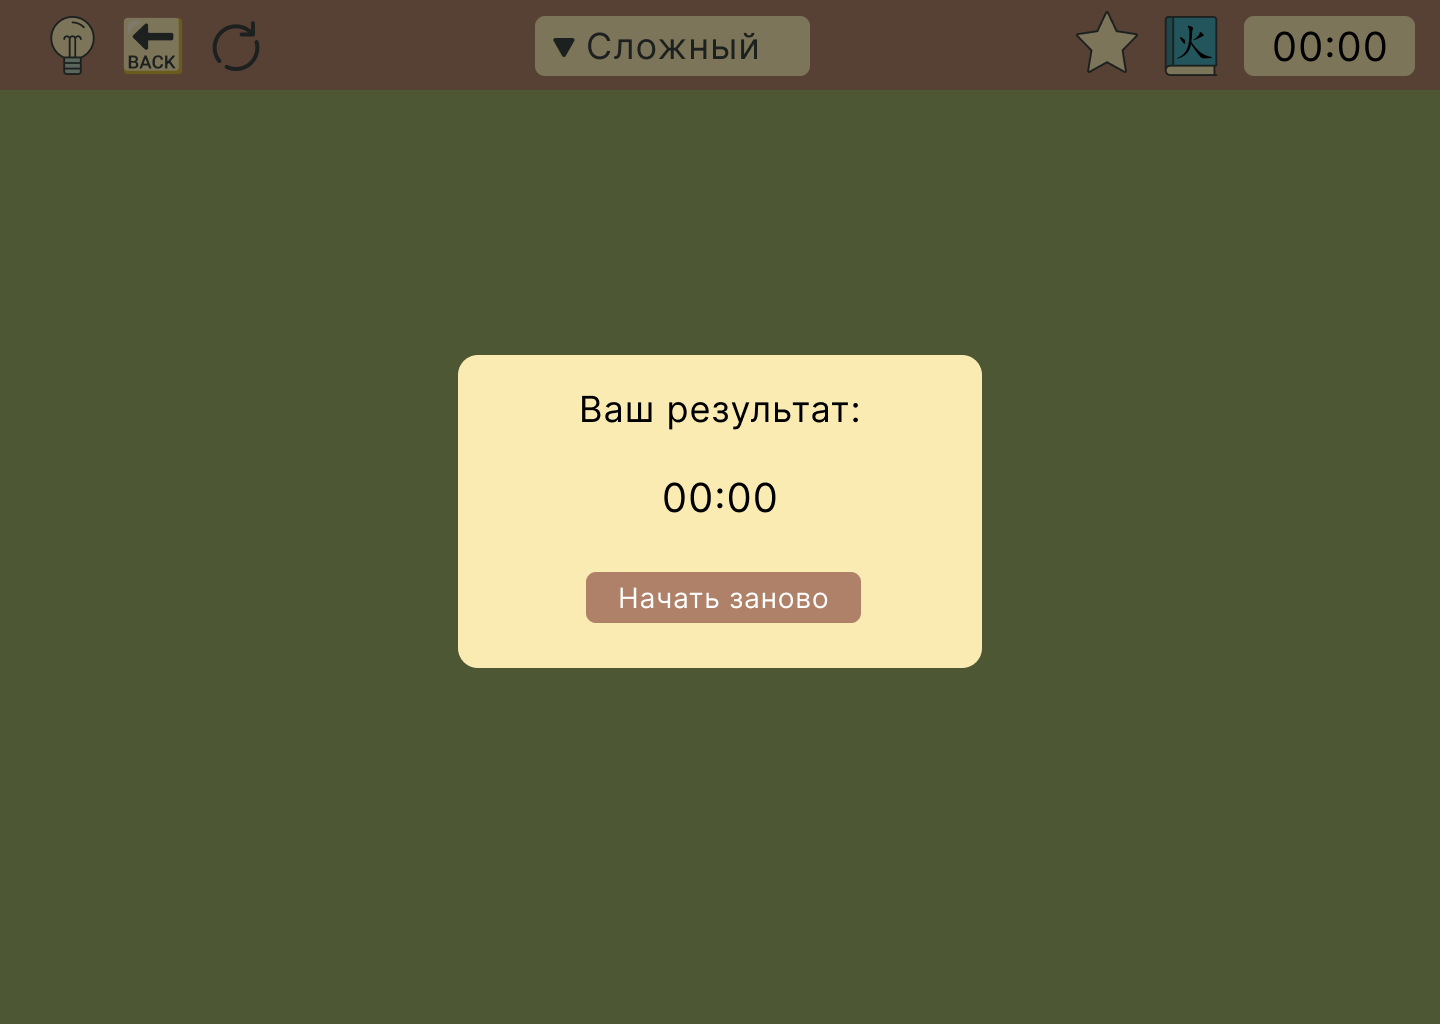 BACK
▼ Сложный
火
00:00
Ваш результат:
00:00
Начать заново